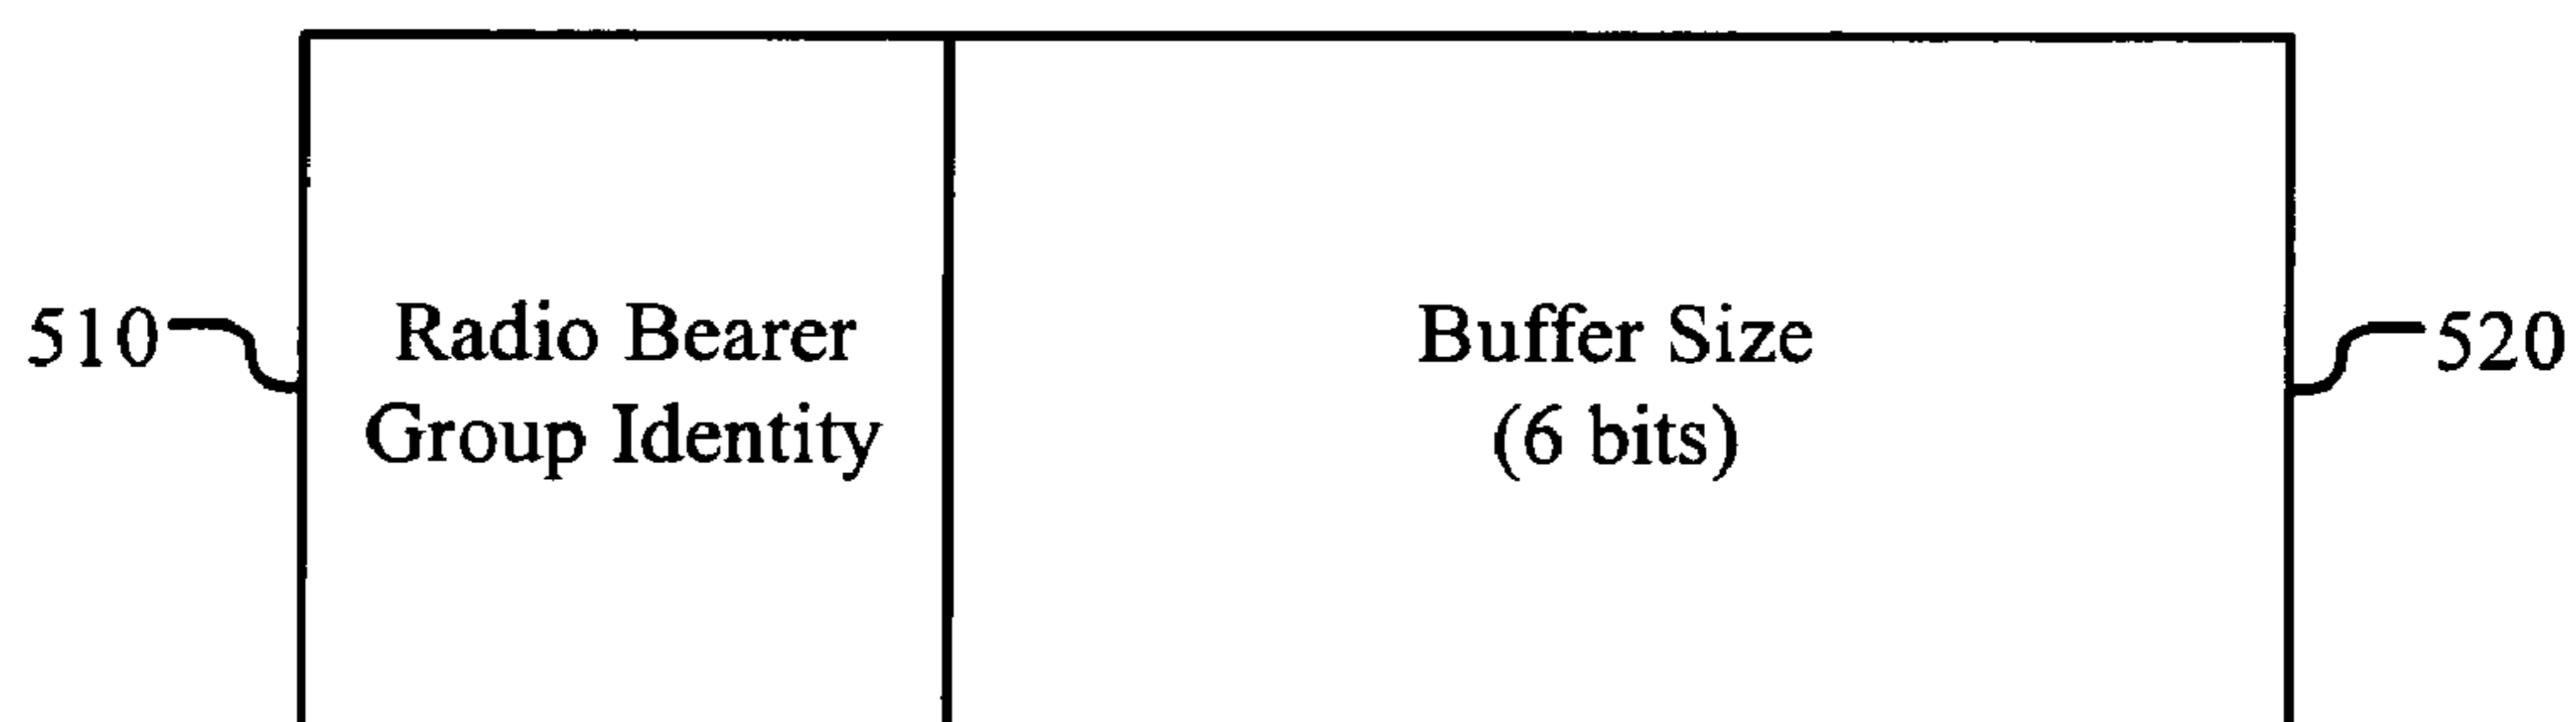 510
Radio Bearer
Group Identity
Buffer Size
(6 bits)
520